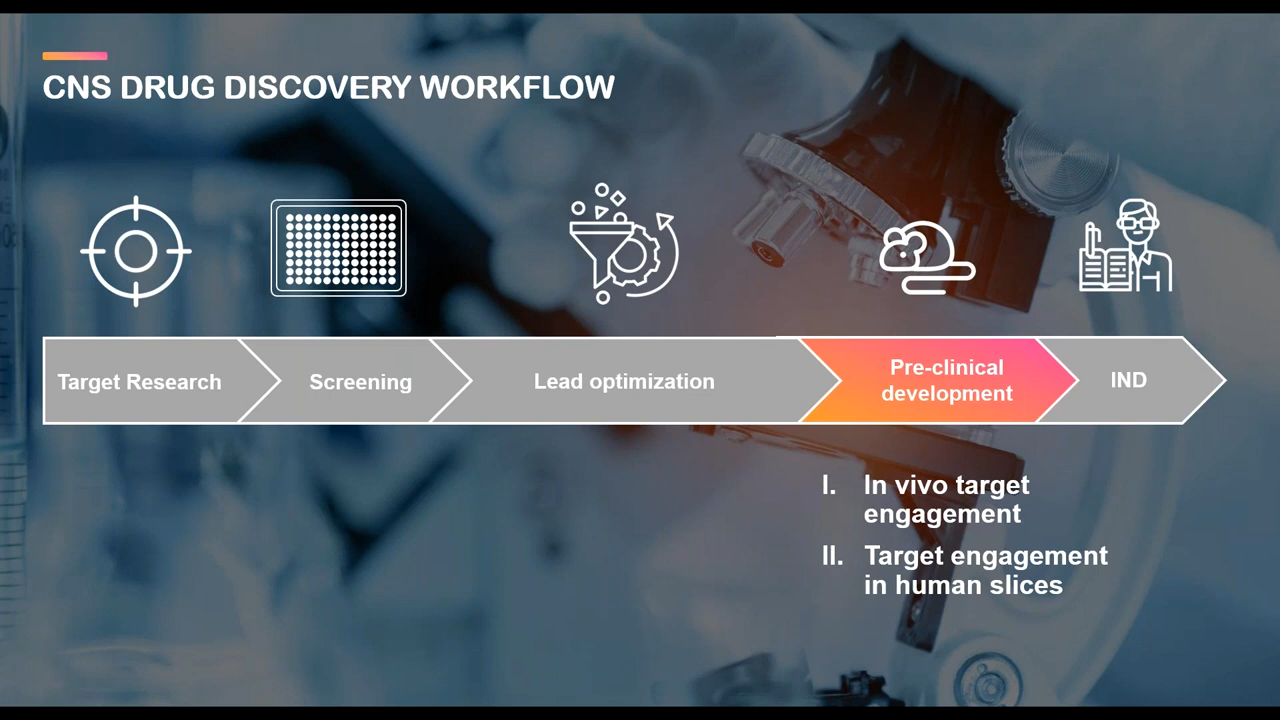 CNS DRUG DISCOVERY WORKFLOW
Target Research
Screening
Lead optimization
Pre-clinical
development
IND
I. In vivo target
engagement
II. Target engagement
in human slices